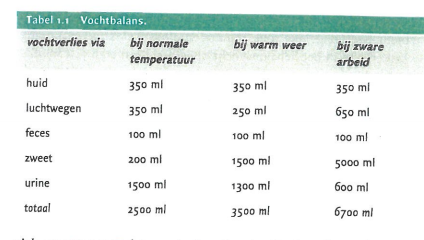 Tabel 1.1 Vochtbalans.
vochtverlies via bij normale bij warm weer bij zware
temperatuur arbeid
huid 350 ml 350 ml 350 ml
luchtwegen 350 ml 250 ml 650 ml
feces 100 ml 100 ml 100 ml
zweet 200 ml 1500 ml 5000 ml
urine 1500 ml 1300 ml 600 ml
totaal 2500 ml 3500 ml 6700 ml